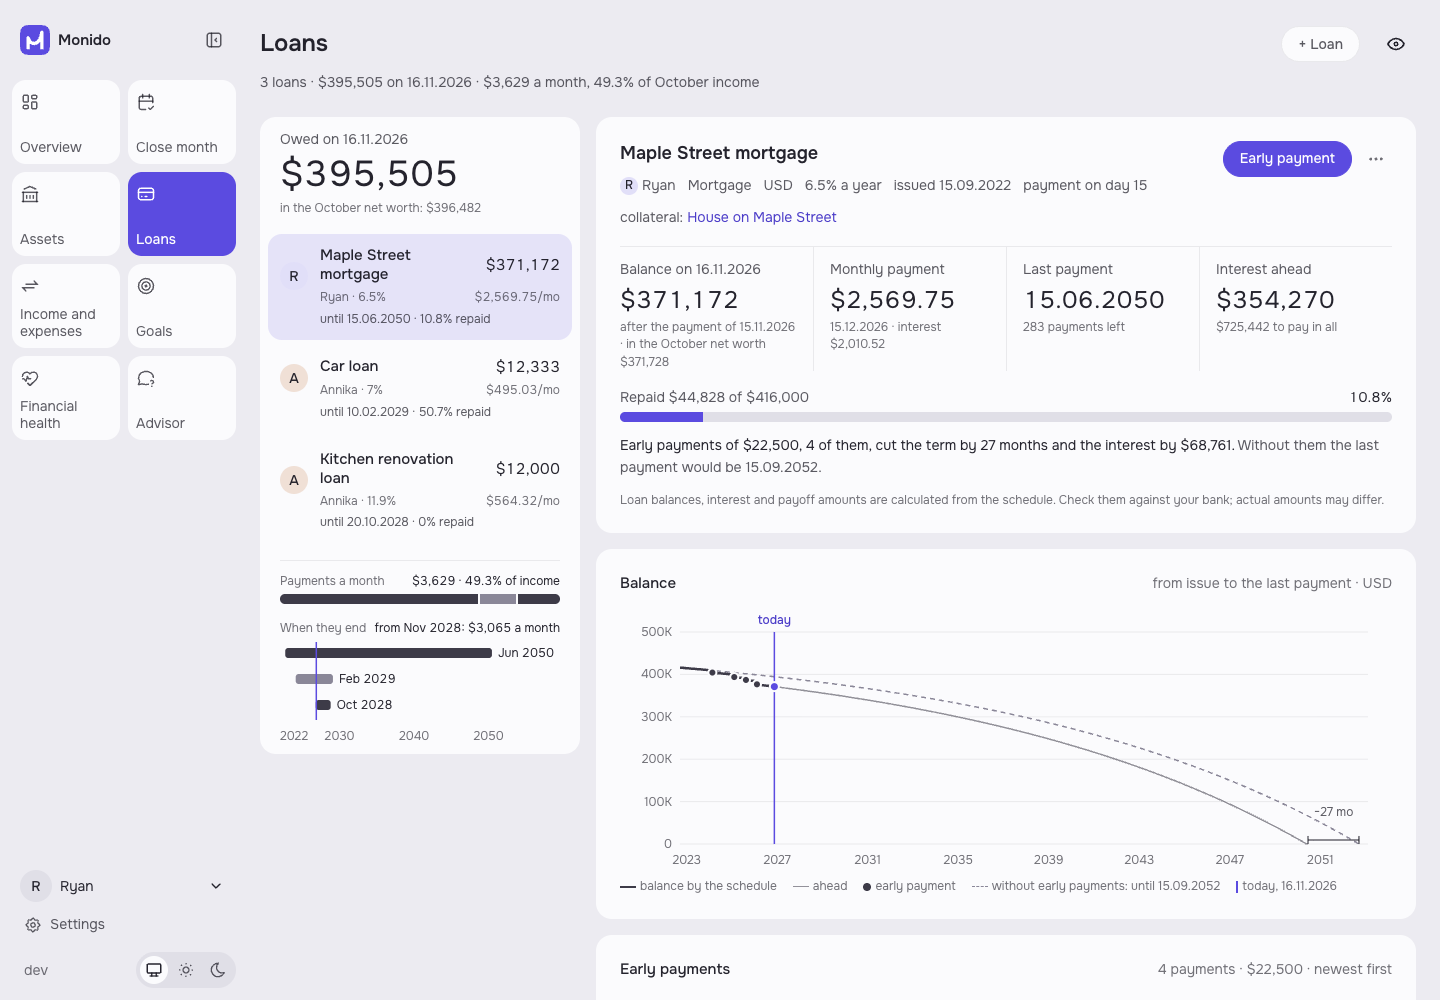 Monido
Overview
Close month
Assets
Loans
Income and
expenses
Goals
Financial
health
Advisor
R
Ryan
Settings
dev
Loans
+ Loan
3 loans · $395,505 on 16.11.2026 · $3,629 a month, 49.3% of October income
Owed on 16.11.2026
$395,505
in the October net worth: $396,482
R
Maple Street
mortgage
$371,172
Ryan · 6.5%
$2,569.75/mo
until 15.06.2050 · 10.8% repaid
A
Car loan
$12,333
Annika · 7%
$495.03/mo
until 10.02.2029 · 50.7% repaid
A
Kitchen renovation
loan
$12,000
Annika · 11.9%
$564.32/mo
until 20.10.2028 · 0% repaid
Payments a month
$3,629 · 49.3% of income
When they end
from Nov 2028: $3,065 a month
Jun 2050
Feb 2029
Oct 2028
2022 2030 2040 2050
Maple Street mortgage
Early payment
R Ryan Mortgage USD 6.5% a year issued 15.09.2022 payment on day 15
collateral: House on Maple Street
Balance on 16.11.2026
$371,172
after the payment of 15.11.2026
· in the October net worth
$371,728
Monthly payment
$2,569.75
15.12.2026 · interest
$2,010.52
Last payment
15.06.2050
283 payments left
Interest ahead
$354,270
$725,442 to pay in all
Repaid $44,828 of $416,000
10.8%
Early payments of $22,500, 4 of them, cut the term by 27 months and the interest by $68,761. Without them the last
payment would be 15.09.2052.
Loan balances, interest and payoff amounts are calculated from the schedule. Check them against your bank; actual amounts may differ.
Balance
from issue to the last payment · USD
today
500K
400K
300K
200K
100K
0
−27 mo
2023 2027 2031 2035 2039 2043 2047 2051
balance by the schedule
ahead
early payment
without early payments: until 15.09.2052
today, 16.11.2026
Early payments
4 payments · $22,500 · newest first